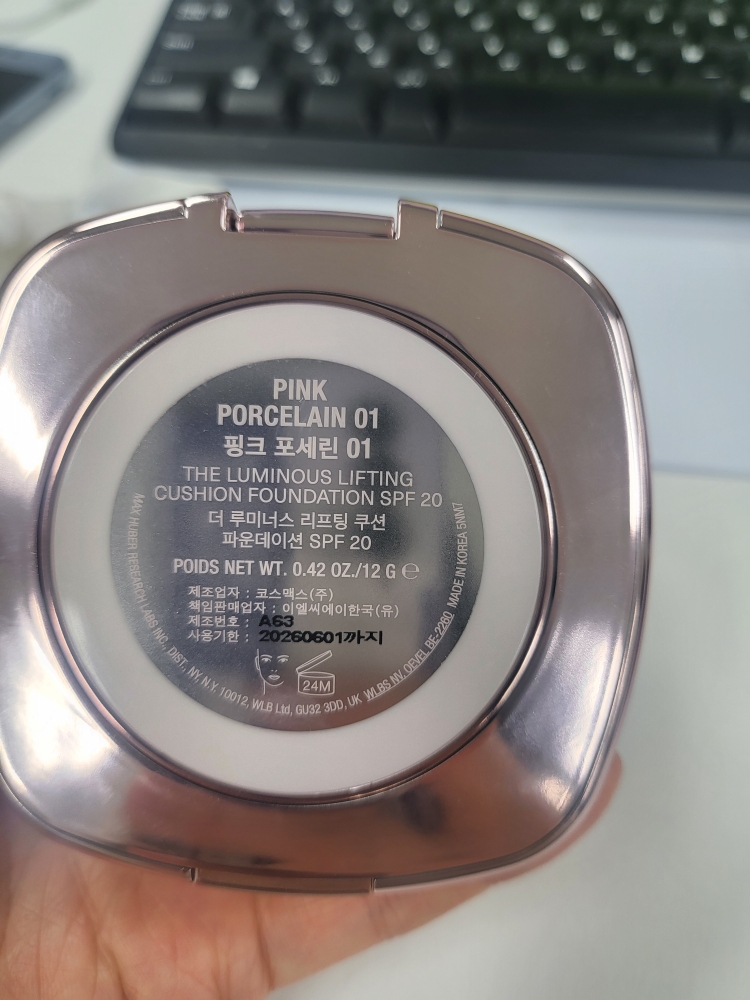 PINK
PORCELAIN 01
핑크 포세린 01
THE LUMINOUS LIFTING
CUSHION FOUNDATION SPF 20
더 루미너스 리프팅 쿠션
파운데이션 SPF 20
POIDS NET WT. 0.42 OZ./12 G ℮
제조업자 : 코스맥스(주)
책임판매업자 : 이엘씨에이한국(유)
제조번호 : A63
사용기한 : 20260601까지
24M
MAX HUBER RESEARCH LABS INC., DIST., NY, N.Y. 10012, WLB Ltd, GU32 3DD, UK WLBS NV, OEVEL BE-2260 MADE IN KOREA 5NM7